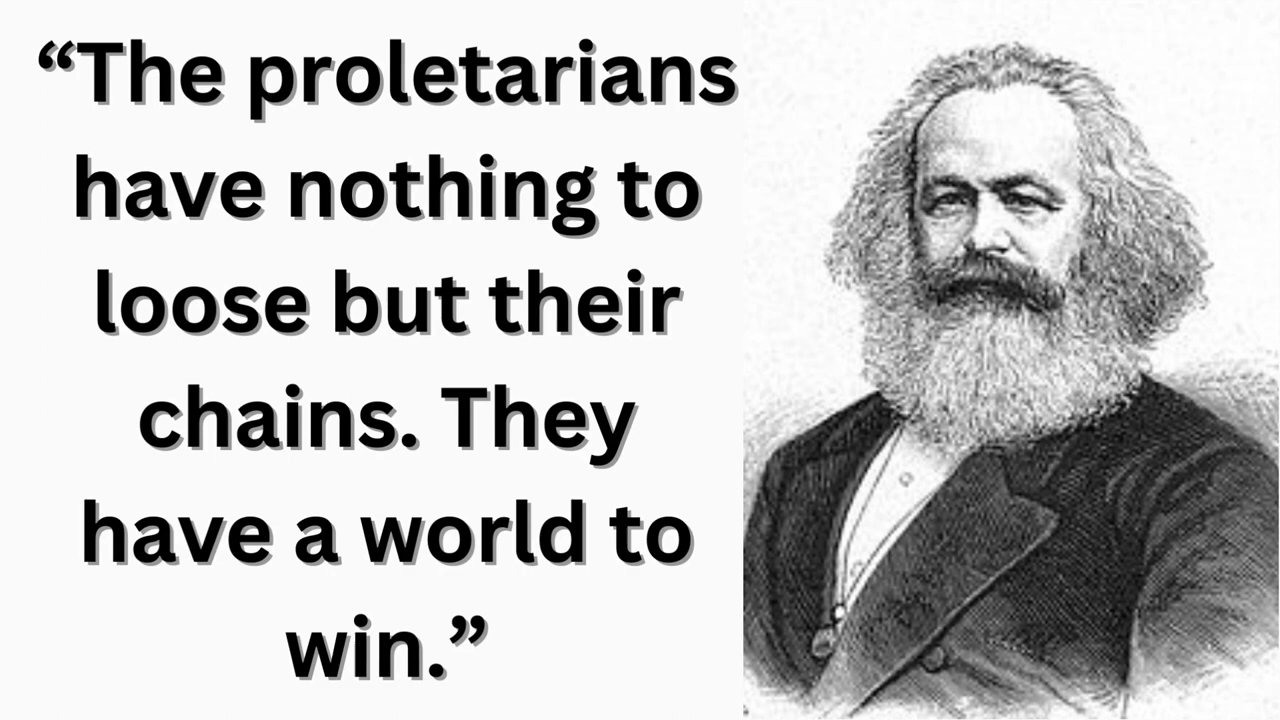 “The proletarians
have nothing to
loose but their
chains. They
have a world to
win.”